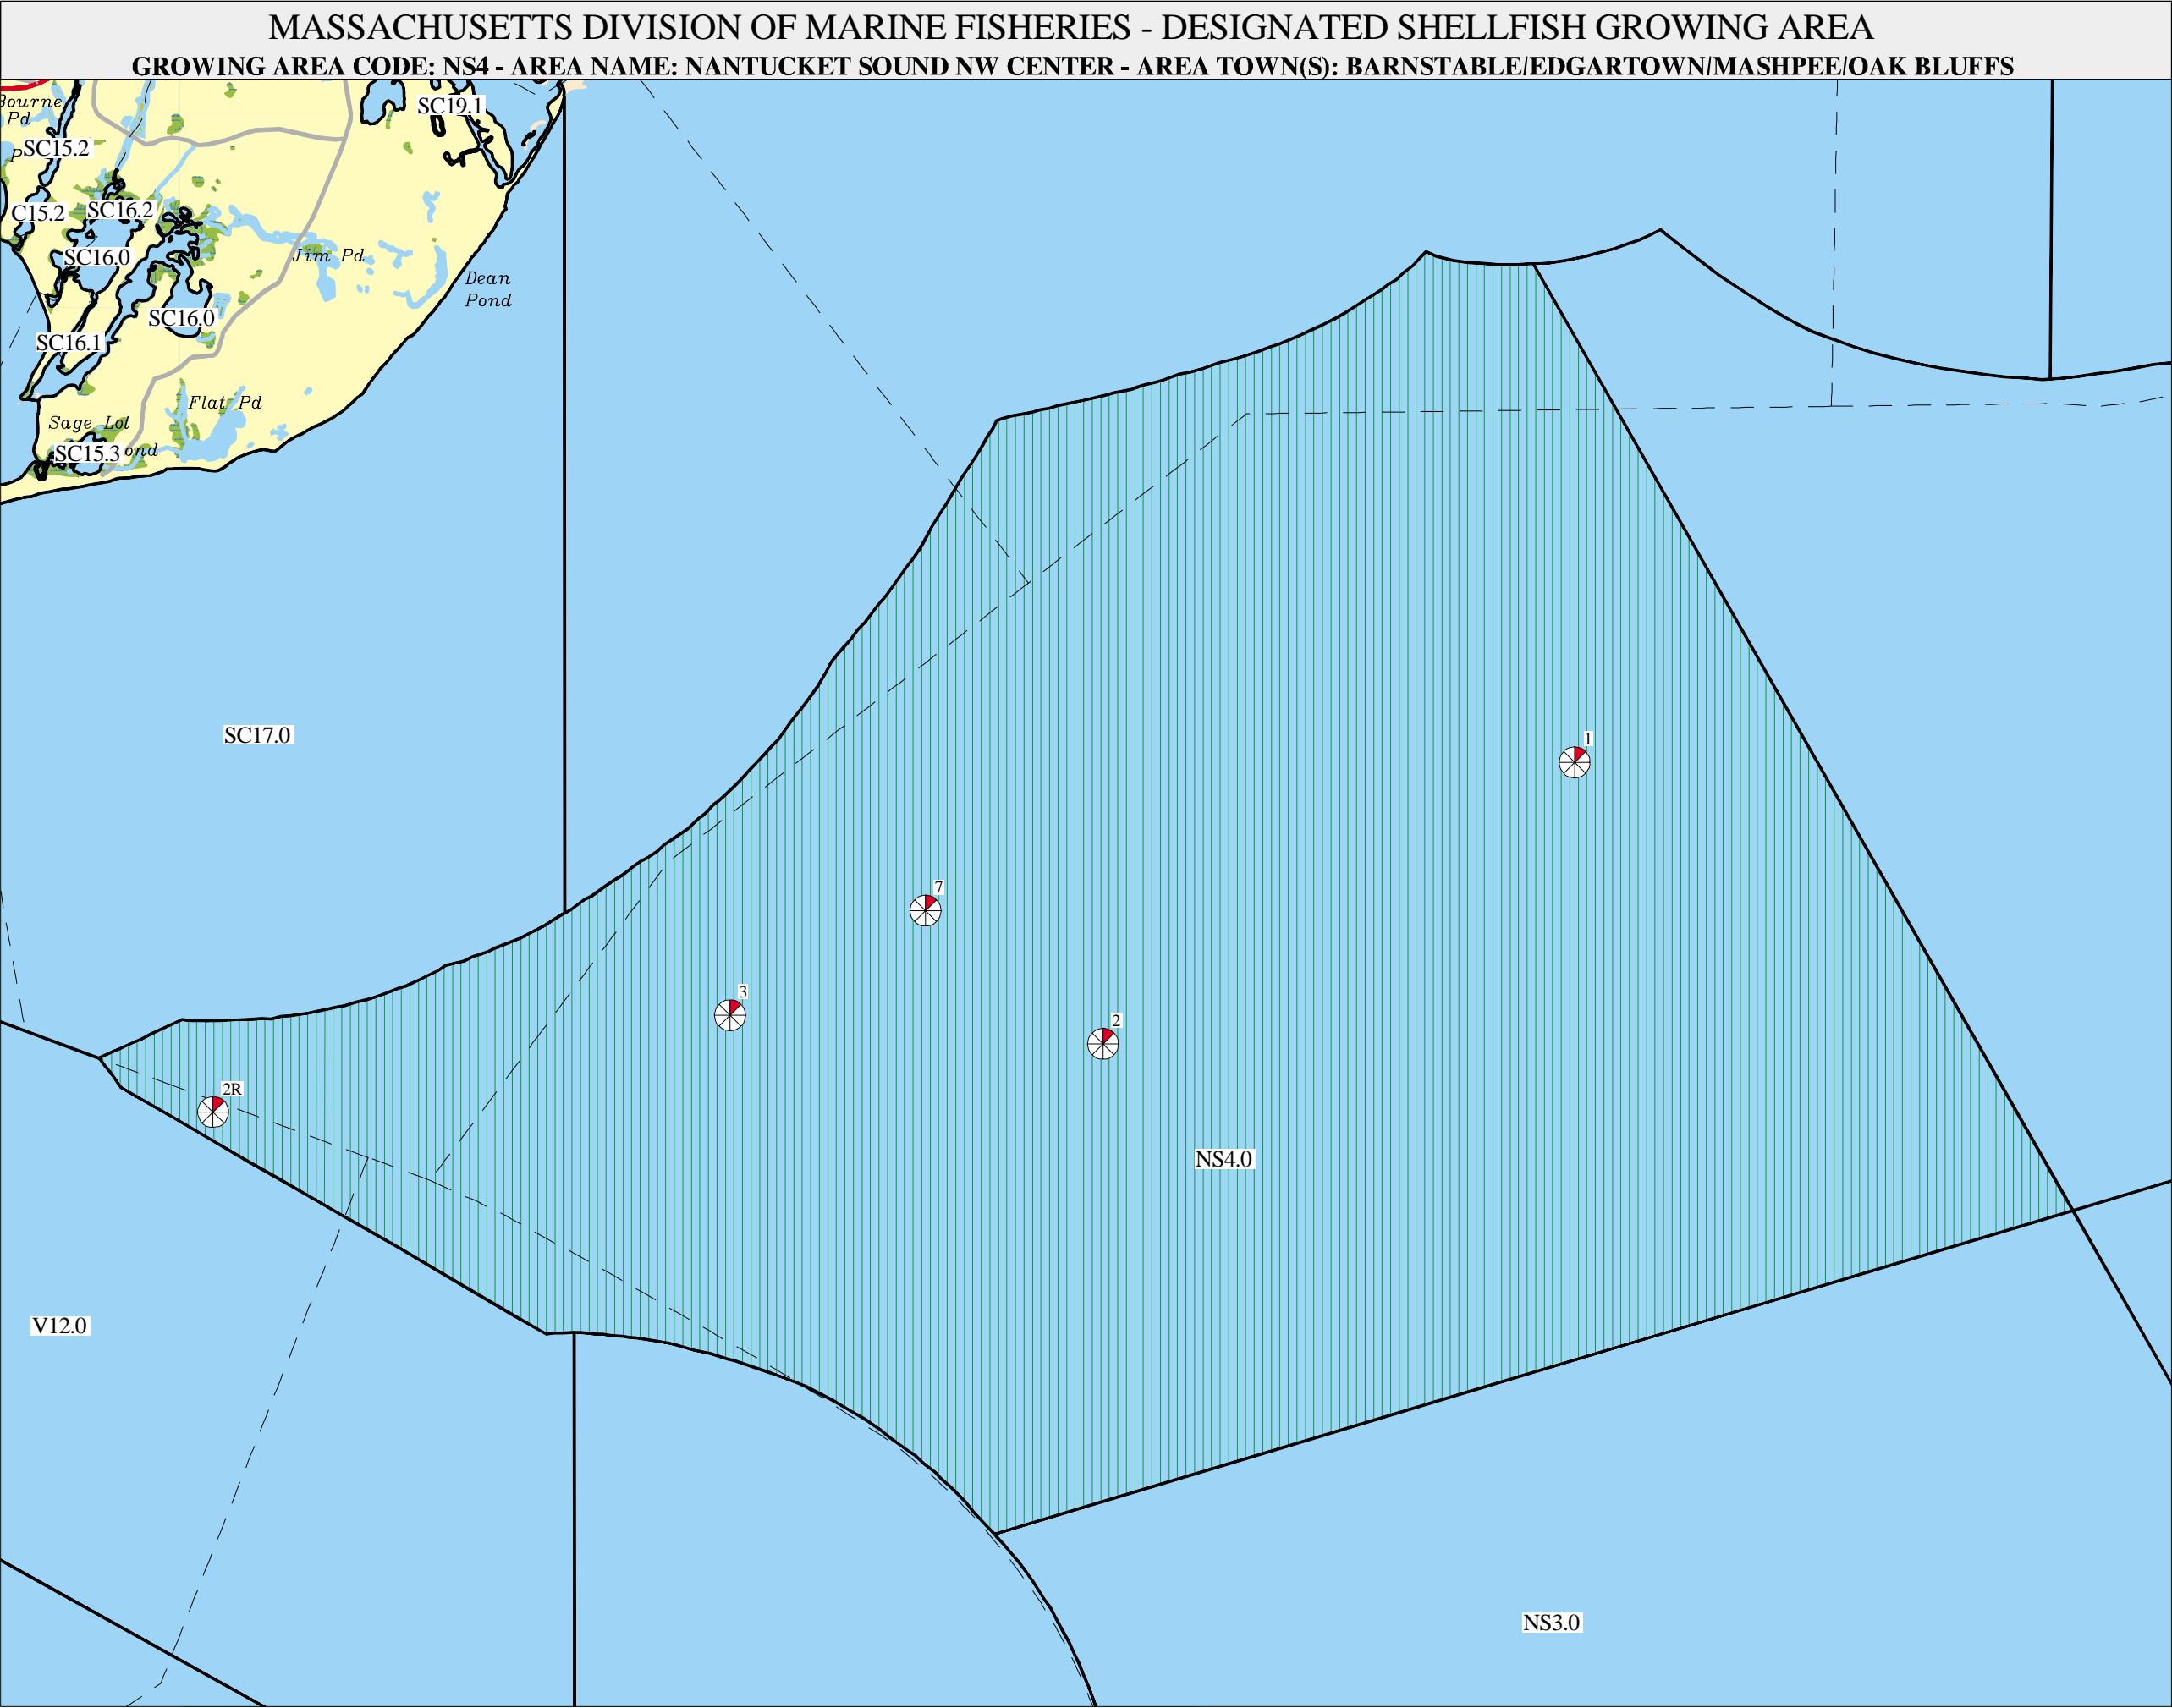 MASSACHUSETTS DIVISION OF MARINE FISHERIES - DESIGNATED SHELLFISH GROWING AREA
GROWING AREA CODE: NS4 - AREA NAME: NANTUCKET SOUND NW CENTER - AREA TOWN(S): BARNSTABLE/EDGARTOWN/MASHPEE/OAK BLUFFS
Bourne
Pd
SC19.1
SC15.2
P
C15.2
SC16.2
SC16.0
Jim Pd
Dean
Pond
SC16.0
SC16.1
Flat Pd
Sage Lot
SC15.3 ond
SC17.0
1
7
3
2
2R
NS4.0
V12.0
NS3.0